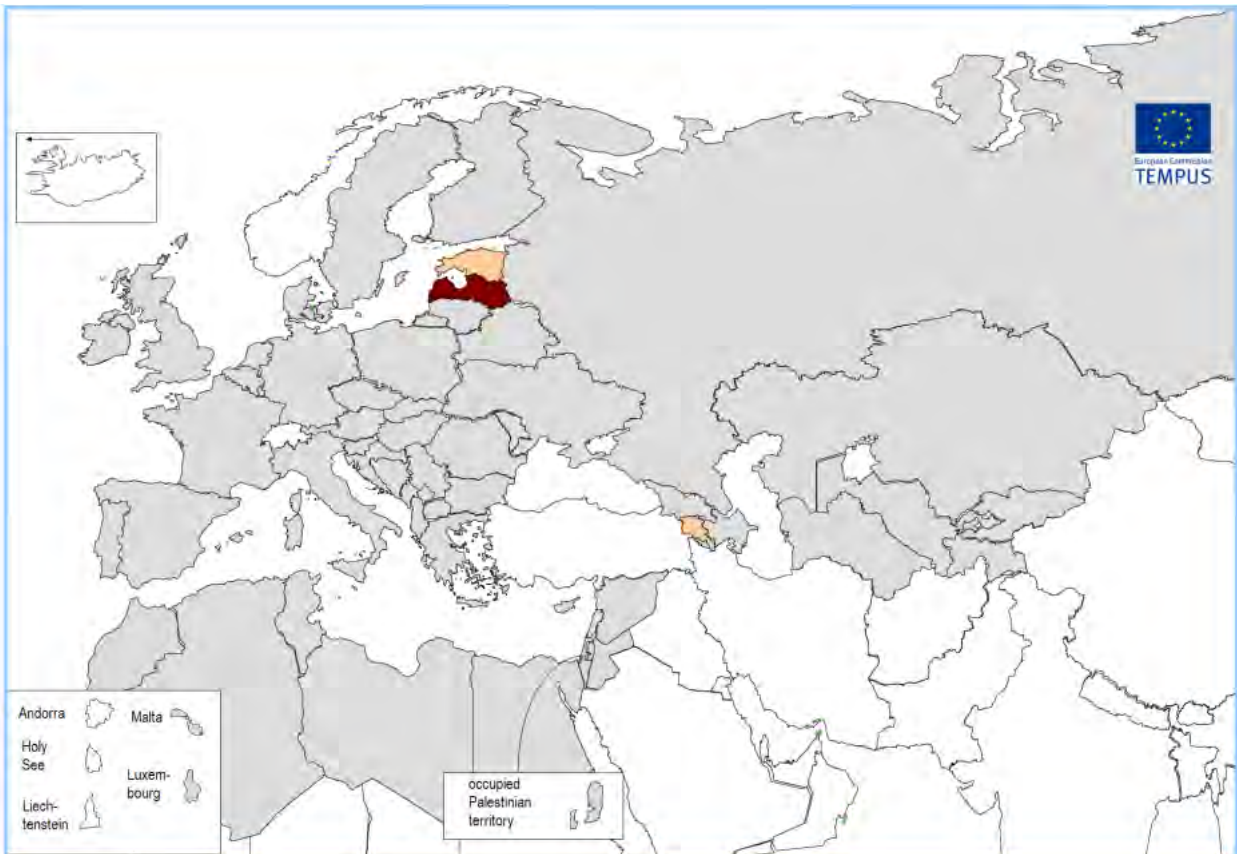 European Commission
TEMPUS
Andorra
Malta
Holy
See
Luxem-
bourg
Liech-
tenstein
occupied
Palestinian
territory